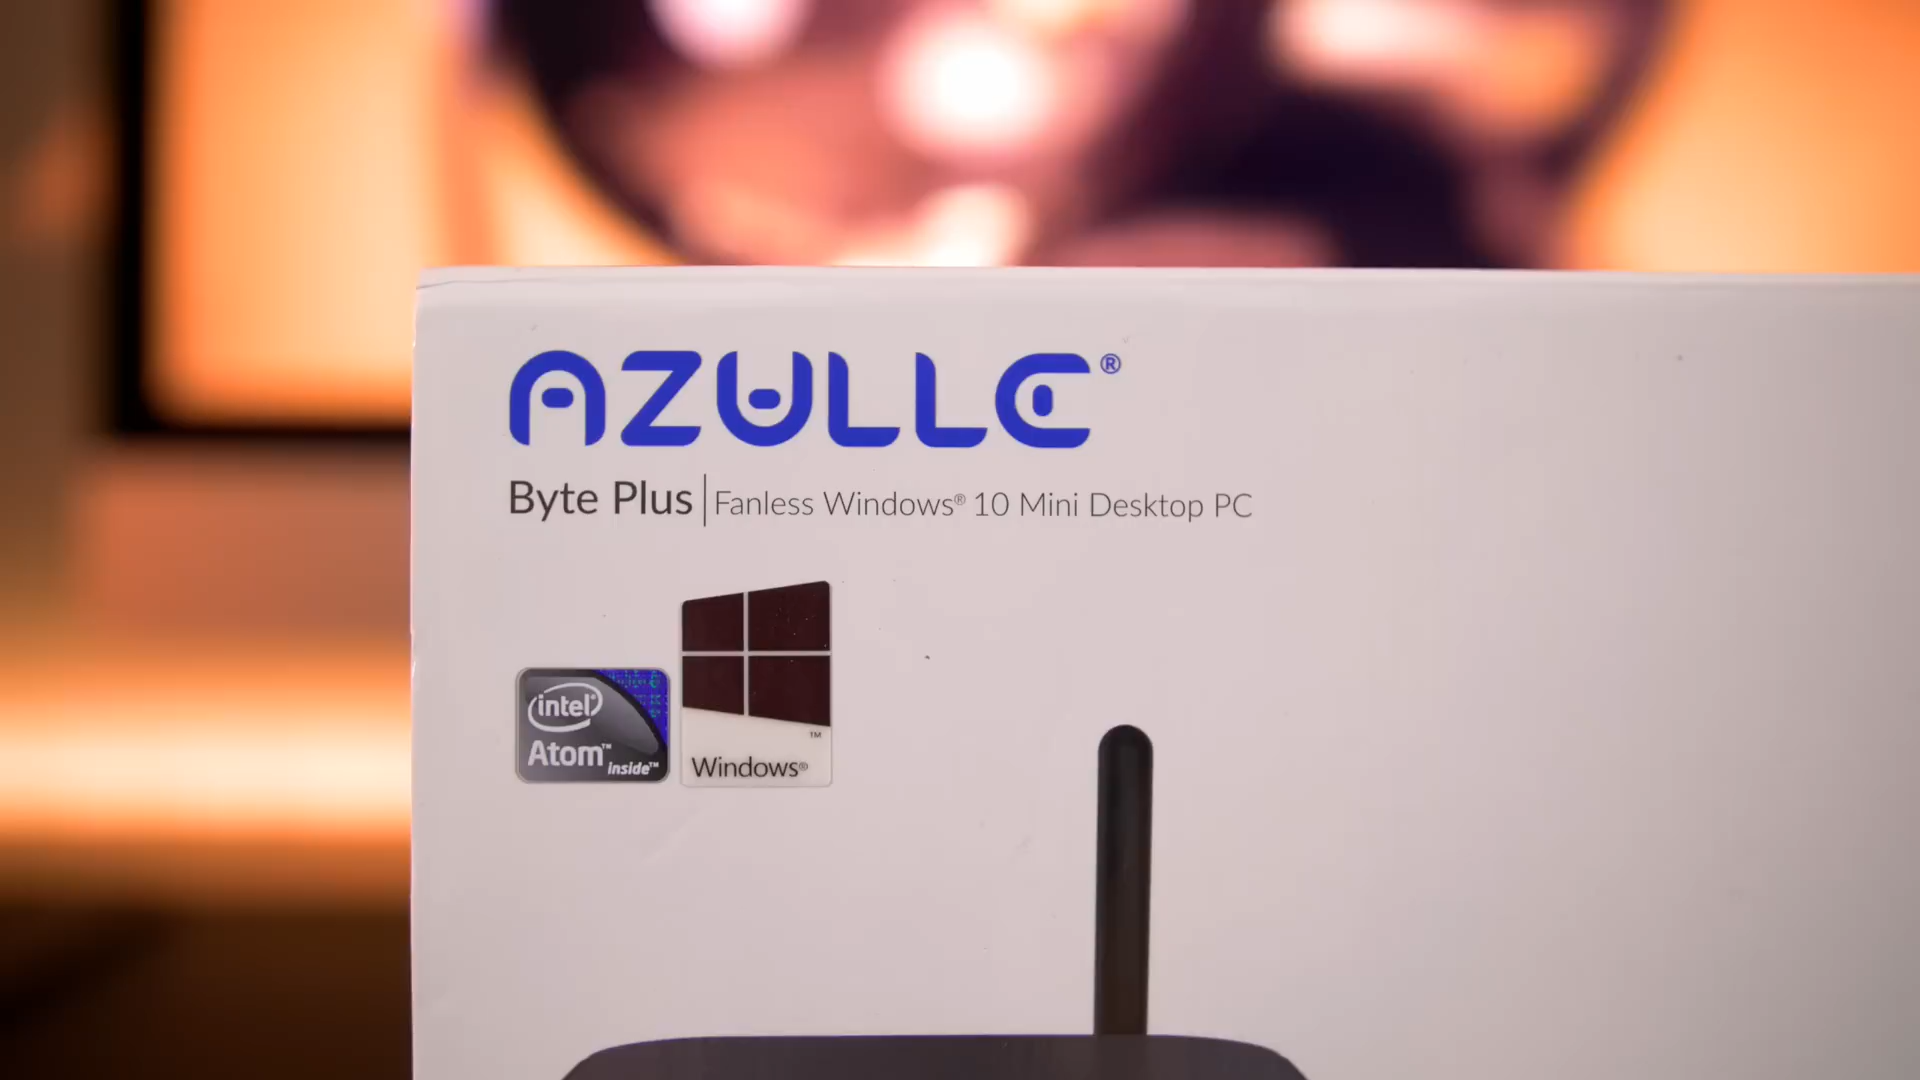 AZULLE®
Byte Plus | Fanless Windows® 10 Mini Desktop PC
intel®
Atom™
inside™
™
Windows®